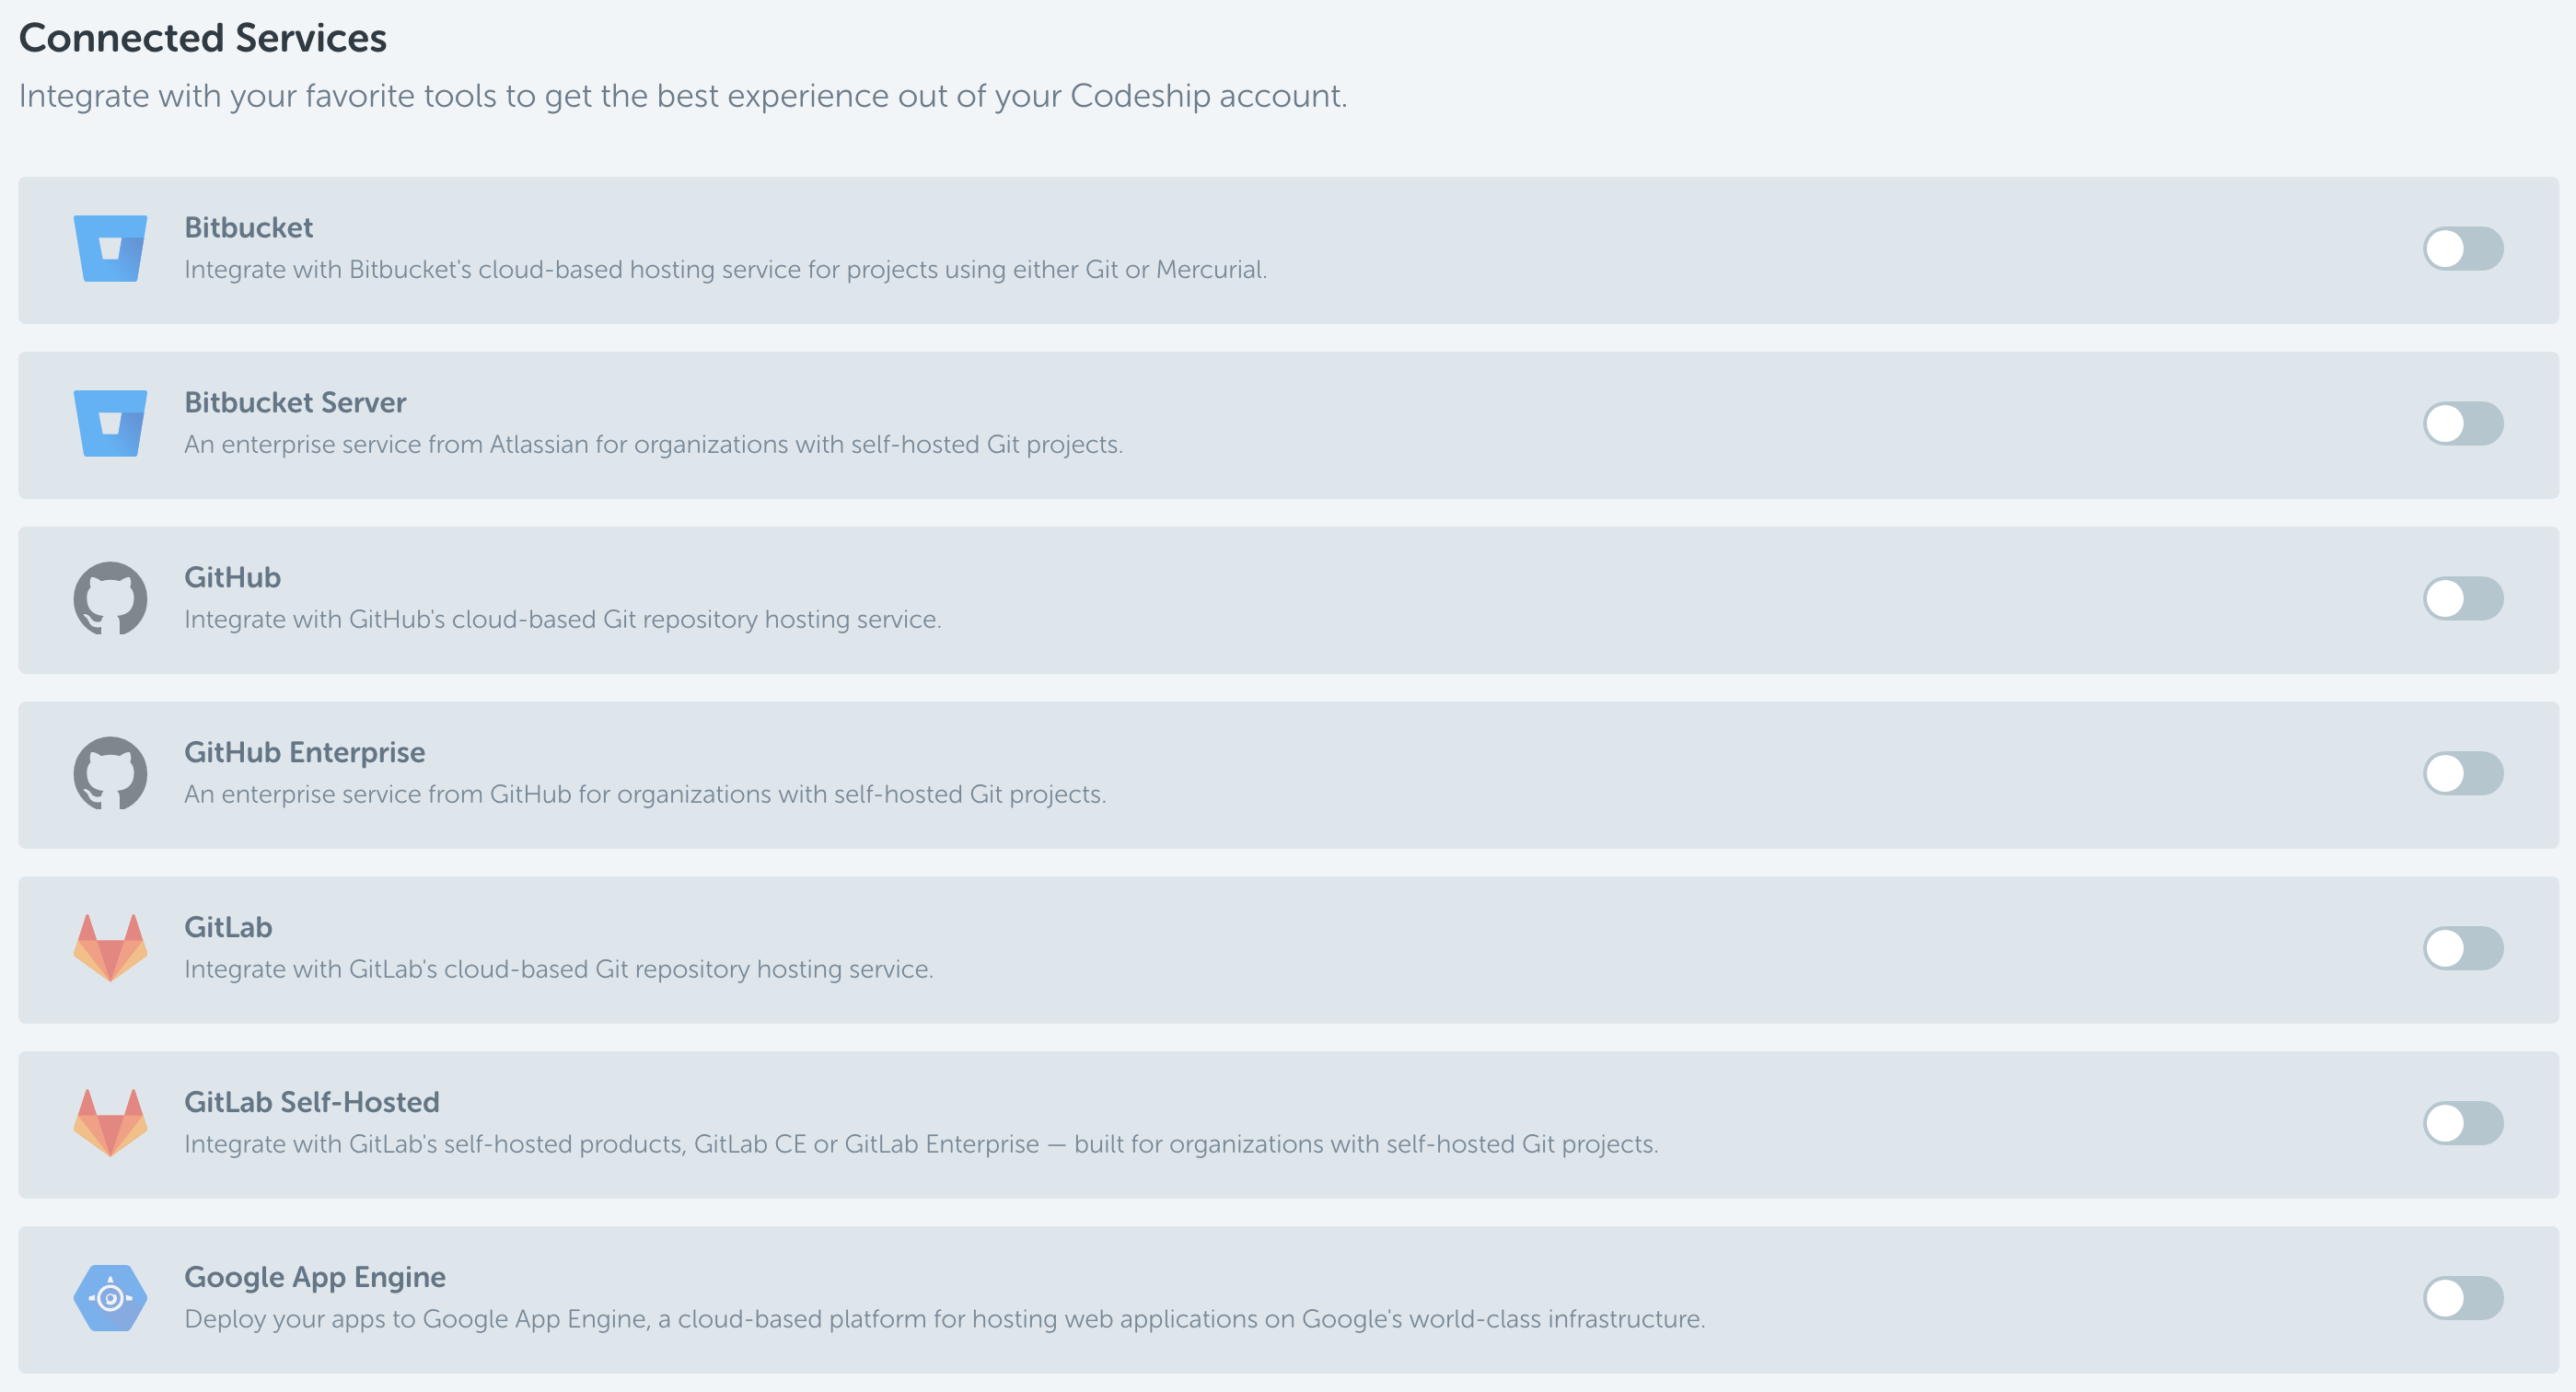 Connected Services
Integrate with your favorite tools to get the best experience out of your Codeship account.
Bitbucket
Integrate with Bitbucket's cloud-based hosting service for projects using either Git or Mercurial.
Bitbucket Server
An enterprise service from Atlassian for organizations with self-hosted Git projects.
GitHub
Integrate with GitHub's cloud-based Git repository hosting service.
GitHub Enterprise
An enterprise service from GitHub for organizations with self-hosted Git projects.
GitLab
Integrate with GitLab's cloud-based Git repository hosting service.
GitLab Self-Hosted
Integrate with GitLab's self-hosted products, GitLab CE or GitLab Enterprise — built for organizations with self-hosted Git projects.
Google App Engine
Deploy your apps to Google App Engine, a cloud-based platform for hosting web applications on Google's world-class infrastructure.